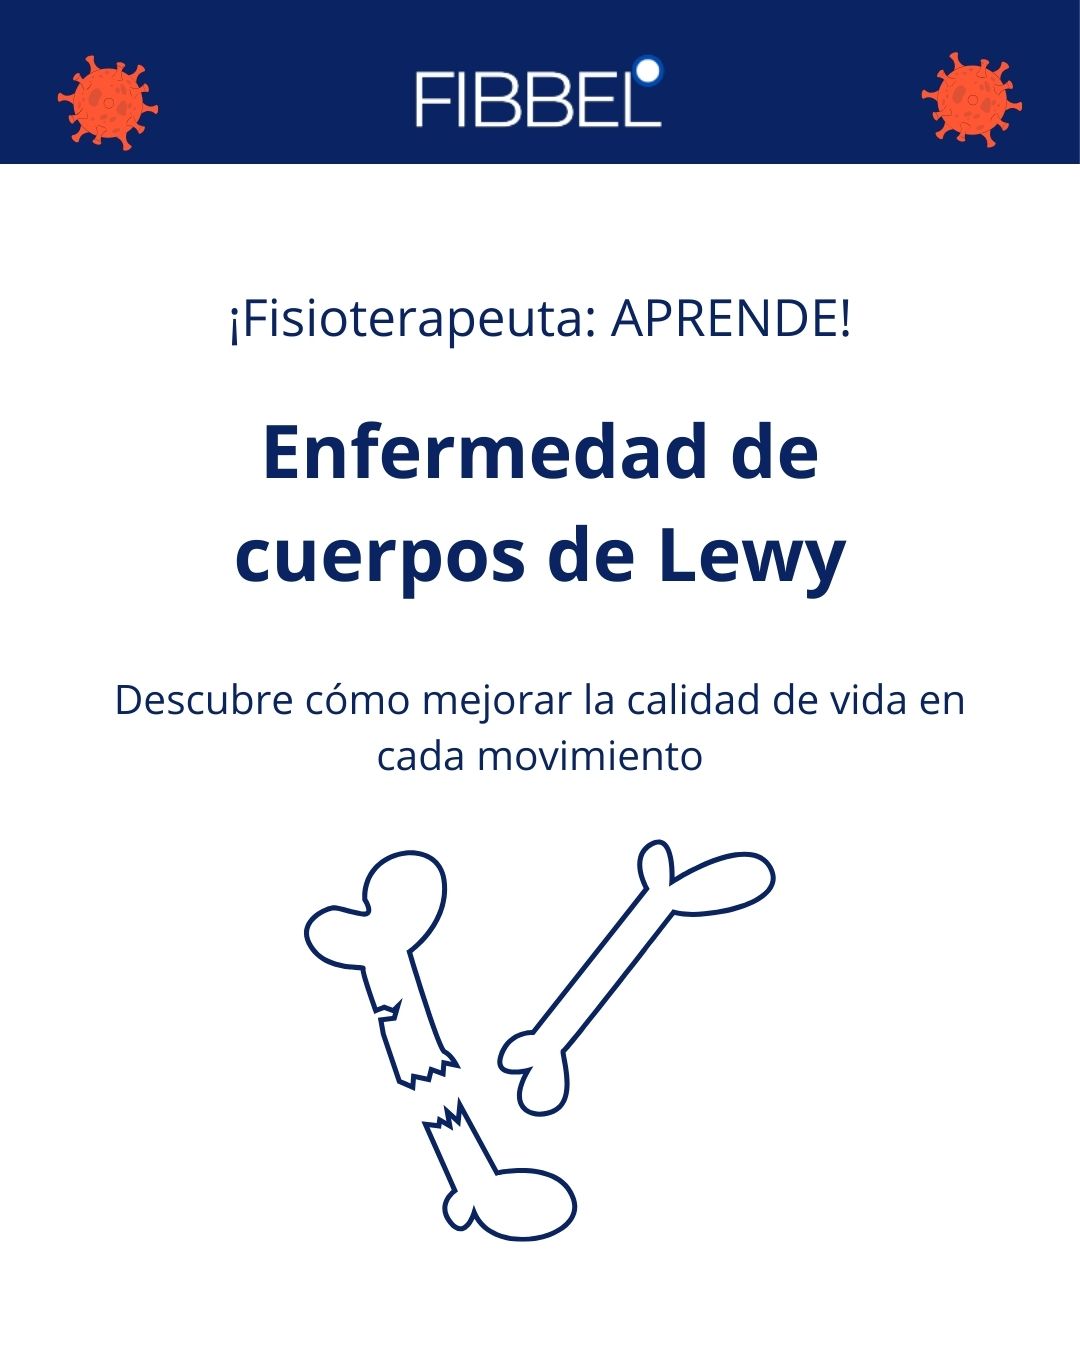 FIBBEL
¡Fisioterapeuta: APRENDE!
Enfermedad de
cuerpos de Lewy
Descubre cómo mejorar la calidad de vida en
cada movimiento